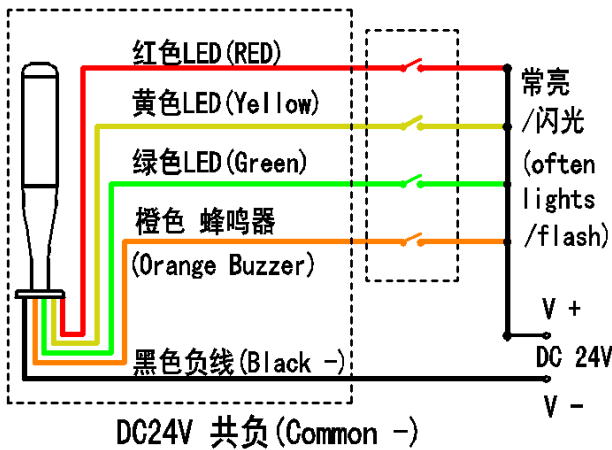 红色LED(RED)
黄色LED(Yellow)
绿色LED(Green)
橙色 蜂鸣器
(Orange Buzzer)
黑色负线(Black -)
常亮
/闪光
(often
lights
/flash)
V +
DC 24V
V -
DC24V 共负(Common -)